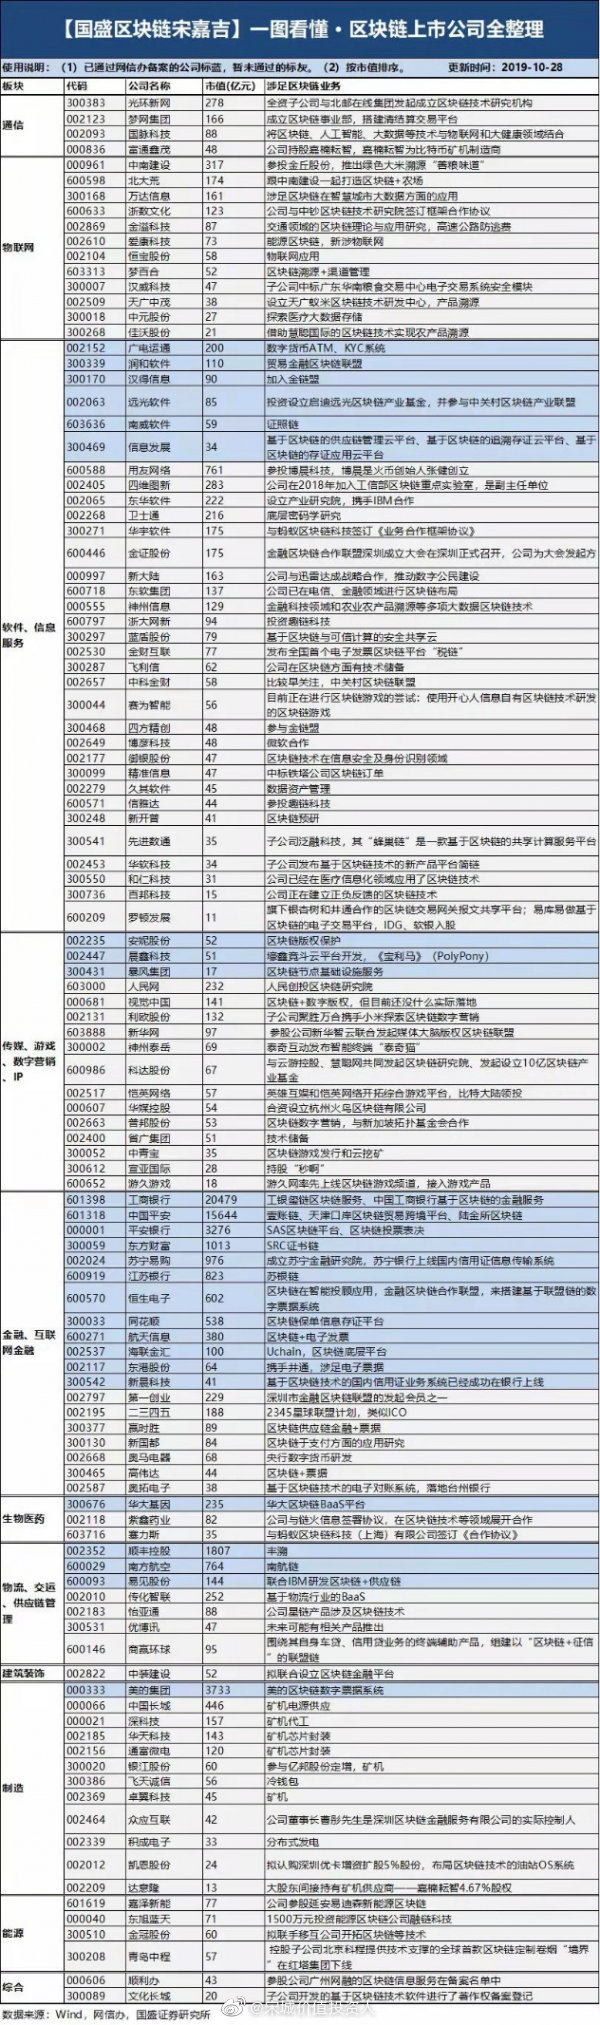 【国盛区块链宋嘉吉】一图看懂·区块链上市公司全整理
使用说明：（1）已通过网信办备案的公司标蓝，暂未通过的标灰。（2）按市值排序。 更新时间：2019-10-28
板块 代码 公司名称 市值(亿元) 涉足区块链业务
通信
300383 光环新网 278 全资子公司与北邮在线集团发起成立区块链技术研究机构
002123 梦网集团 166 成立区块链事业部，搭建清结算交易平台
002093 国脉科技 88 将区块链、人工智能、大数据等技术与物联网和大健康领域结合
000836 富通鑫茂 48 公司持股嘉楠耘智，嘉楠耘智为比特币矿机制造商
物联网
000961 中南建设 317 参投金丘股份，推出绿色大米溯源“善粮味道”
600598 北大荒 174 跟中南建设一起打造区块链+农场
300168 万达信息 161 涉足区块链在智慧城市大数据方面的应用
600633 浙数文化 123 公司与中钞区块链技术研究院签订框架合作协议
002869 金溢科技 87 交通领域的区块链理论与应用研究，高速公路防逃费
002610 爱康科技 73 能源区块链，新涉物联网
002104 恒宝股份 58 物联网应用
603313 梦百合 52 区块链溯源+渠道管理
300007 汉威科技 47 子公司中标广东华南粮食交易中心电子交易系统安全模块
002509 天广中茂 38 设立天广蚁米区块链技术研发中心，产品溯源
300018 中元股份 27 探索医疗大数据存储
300268 佳沃股份 21 借助慧聪国际的区块链技术实现农产品溯源
软件、信息服务
002152 广电运通 200 数字货币ATM、KYC系统
300339 润和软件 110 贸易金融区块链联盟
300170 汉得信息 90 加入金链盟
002063 远光软件 85 投资设立启迪远光区块链产业基金，并参与中关村区块链产业联盟
603636 南威软件 59 证照链
300469 信息发展 34 基于区块链的供应链管理云平台、基于区块链的追溯存证云平台、基于区块链的存证应用云平台
600588 用友网络 761 参投博晨科技，博晨是火币创始人张健创立
002405 四维图新 283 公司在2018年加入工信部区块链重点实验室，是副主任单位
002065 东华软件 222 设立产业研究院，携手IBM合作
002268 卫士通 216 底层密码学研究
300271 华宇软件 175 与蚂蚁区块链科技签订《业务合作框架协议》
600446 金证股份 175 金融区块链合作联盟深圳成立大会在深圳正式召开，公司为大会发起方
000997 新大陆 163 公司与迅雷达成战略合作，推动数字公民建设
600718 东软集团 137 公司已在电信、金融领域进行区块链布局
000555 神州信息 129 金融科技领域和农业农产品溯源等多项大数据区块链技术
600797 浙大网新 94 投资趣链科技
300297 蓝盾股份 79 基于区块链与可信计算的安全共享云
002530 金财互联 77 发布全国首个电子发票区块链平台“税链”
300287 飞利信 62 公司在区块链方面有技术储备
002657 中科金财 58 比较早关注，中关村区块链联盟
300044 赛为智能 56 目前正在进行区块链游戏的尝试：使用开心人信息自有区块链技术研发的区块链游戏
300468 四方精创 48 参与金链盟
002649 博彦科技 48 微软合作
002177 御银股份 47 区块链技术在信息安全及身份识别领域
300099 精准信息 47 中标铁塔公司区块链订单
002279 久其软件 45 数据资产管理
600571 信雅达 44 参投趣链科技
300248 新开普 41 区块链预研
300541 先进数通 35 子公司泛融科技，其“蜂巢链”是一款基于区块链的共享计算服务平台
002453 华软科技 34 子公司发布基于区块链技术的新产品平台简链
300550 和仁科技 31 公司已经在医疗信息化领域应用了区块链技术
300736 百邦科技 15 公司正在建立正负反馈的区块链技术
600209 罗顿发展 11 旗下银杏树和井通合作的区块链交易网关报文共享平台；易库易做基于区块链的电子交易平台，IDG、软银入股
传媒、游戏、数字营销、IP
002235 安妮股份 52 区块链版权保护
002447 晨鑫科技 51 壕鑫竞斗云平台开发，《宝利马》（PolyPony）
300431 暴风集团 17 区块链节点基础设施服务
603000 人民网 232 人民创投区块链研究院
000681 视觉中国 141 区块链+数字版权，但目前还没什么实际落地
002131 利欧股份 132 子公司聚胜万合携手小米探索区块链数字营销
603888 新华网 97 参股公司新华智云联合发起媒体大脑版权区块链联盟
300002 神州泰岳 69 泰奇互动发布智能终端“泰奇猫”
600986 科达股份 67 与云游控股、慧聪网共同发起区块链研究院、发起设立10亿区块链产业基金
002517 恺英网络 57 英雄互娱和恺英网络开拓综合游戏平台，比特大陆领投
000607 华媒控股 54 合资设立杭州火鸟区块链有限公司
002663 普邦股份 53 区块链数字营销，与新加坡拓扑基金会合作
002400 省广集团 51 技术储备
300052 中青宝 35 区块链游戏发行和云挖矿
300612 宣亚国际 28 持股“秒啊”
600652 游久游戏 18 游久网率先上线区块链游戏频道，接入游戏产品
金融、互联网金融
601398 工商银行 20479 工银玺链区块链服务、中国工商银行基于区块链的金融服务
601318 中国平安 15644 壹账链、天津口岸区块链贸易跨境平台、陆金所区块链
000001 平安银行 3276 SAS区块链平台、区块链投票表决
300059 东方财富 1013 SRC证书链
002024 苏宁易购 976 成立苏宁金融研究院，苏宁银行上线国内信用证信息传输系统
600919 江苏银行 823 苏银链
600570 恒生电子 602 区块链在智能投顾应用，金融区块链合作联盟，来搭建基于联盟链的数字票据系统
300033 同花顺 538 区块链保单信息存证平台
600271 航天信息 380 区块链+电子发票
002537 海联金汇 100 Uchain，区块链底层平台
002117 东港股份 64 携手井通，涉足电子票据
300542 新晨科技 41 基于区块链技术的国内信用证业务系统已经成功在银行上线
002797 第一创业 229 深圳市金融区块链联盟的发起会员之一
002195 二三四五 188 2345星球联盟计划，类似ICO
300377 赢时胜 89 区块链供应链金融+票据
300130 新国都 84 区块链于支付方面的应用研究
002668 奥马电器 68 央行数字货币研发
300465 高伟达 44 区块链+票据
002587 奥拓电子 38 基于区块链技术的电子对账系统，落地台州银行
生物医药
300676 华大基因 235 华大区块链BaaS平台
002118 紫鑫药业 82 公司与链火信息签署协议，在区块链技术等领域展开合作
603716 塞力斯 35 与蚂蚁区块链科技（上海）有限公司签订《合作协议》
物流、交运、供应链管理
002352 顺丰控股 1807 丰溯
600029 南方航空 764 南航链
600093 易见股份 144 联合IBM研发区块链+供应链
002010 传化智联 252 基于物流行业的BaaS
002183 怡亚通 88 公司星链产品涉及区块链技术
300531 优博讯 47 未来可能有相关产品推出
600146 商赢环球 95 围绕其自身车贷、信用贷业务的终端辅助产品，组建以“区块链+征信”的联盟链
建筑装饰 002822 中装建设 52 拟联合设立区块链金融平台
制造
000333 美的集团 3733 美的区块链数字票据系统
000066 中国长城 446 矿机电源供应
000021 深科技 157 矿机代工
002185 华天科技 143 矿机芯片封装
002156 通富微电 120 矿机芯片封装
300020 银江股份 60 参与亿邦股份定增，矿机
300386 飞天诚信 56 冷钱包
002369 卓翼科技 45 矿机
002464 众应互联 42 公司董事长曹彤先生是深圳区块链金融服务有限公司的实际控制人
002339 积成电子 33 分布式发电
002012 凯恩股份 24 拟认购深圳优卡增资扩股5%股份，布局区块链技术的油站OS系统
002209 达意隆 13 大股东间接持有矿机供应商——嘉楠耘智4.67%股权
能源
601619 嘉泽新能 77 公司参股延安易迪森新能源区块链
000040 东旭蓝天 71 1500万元投资能源区块链公司融链科技
300510 金冠股份 60 拟联手移互公司开拓区块链等技术
300208 青岛中程 57 控股子公司北京科程提供技术支撑的全球首款区块链定制卷烟“境界”在红塔集团下线
综合
000606 顺利办 43 参股公司广州网融的区块链信息服务在备案名单中
300089 文化长城 20 子公司开发的基于区块链技术软件进行了著作权备案登记
数据来源：Wind，网信办，国盛证券研究所